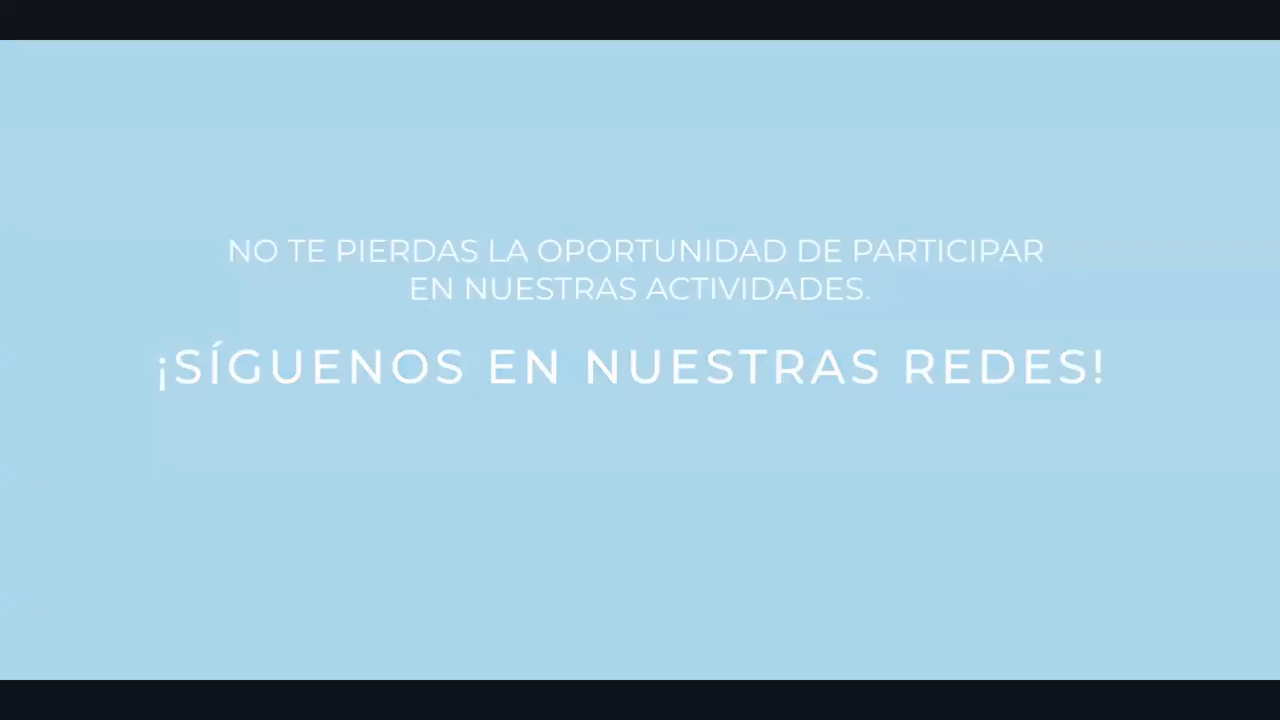 NO TE PIERDAS LA OPORTUNIDAD DE PARTICIPAR
EN NUESTRAS ACTIVIDADES.
¡SÍGUENOS EN NUESTRAS REDES!